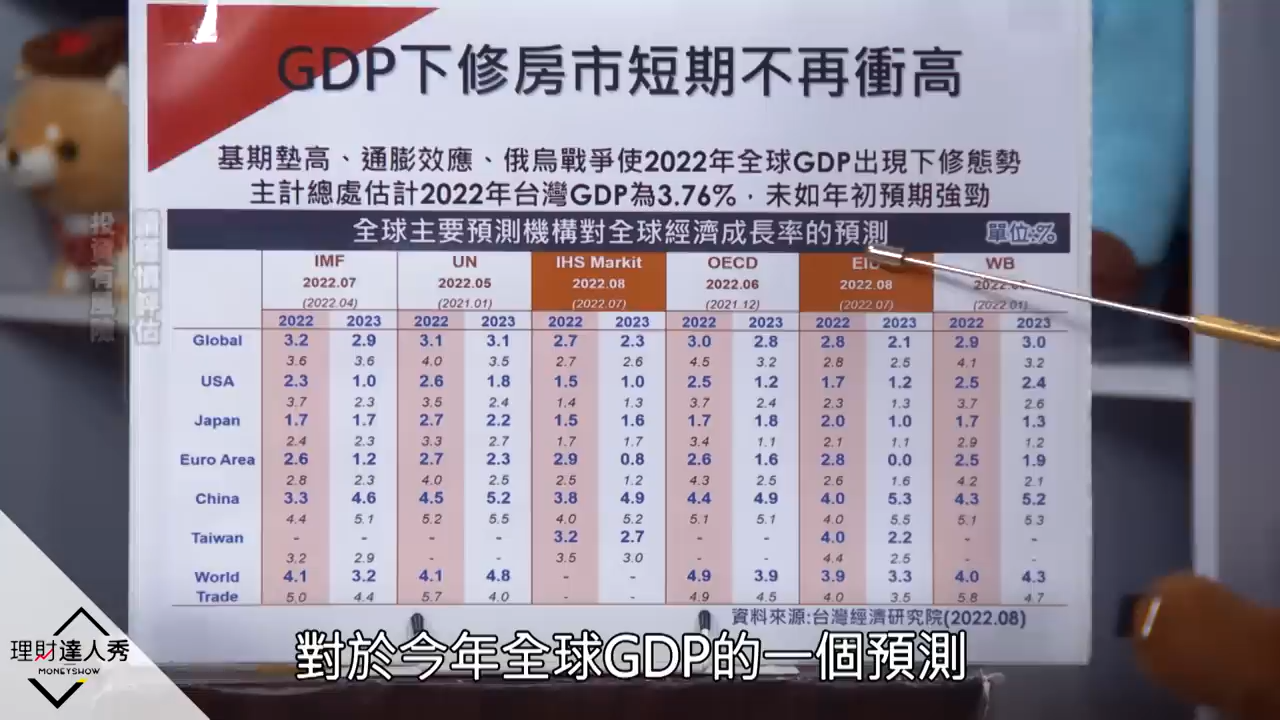 GDP下修房市短期不再衝高
基期墊高、通膨效應、俄烏戰爭使2022年全球GDP出現下修態勢
主計總處估計2022年台灣GDP為3.76%，未如年初預期強勁
全球主要預測機構對全球經濟成長率的預測 單位:%
IMF UN IHS Markit OECD WB
2022.07 2022.05 2022.08 2022.06 2022.08
(2022.04) (2021.01) (2022.07) (2021.12) (2022.07) (2022.01)
2022 2023 2022 2023 2022 2023 2022 2023 2022 2023 2022 2023
Global 3.2 2.9 3.1 3.1 2.7 2.3 3.0 2.8 2.8 2.1 2.9 3.0
3.6 3.6 4.0 3.5 2.7 2.6 4.5 3.2 2.8 2.5 4.1 3.2
USA 2.3 1.0 2.6 1.8 1.5 1.0 2.5 1.2 1.7 1.2 2.5 2.4
3.7 2.3 3.5 2.4 1.4 1.3 3.7 2.4 2.3 1.3 3.7 2.6
Japan 1.7 1.7 2.7 2.2 1.5 1.6 1.7 1.8 2.0 1.0 1.7 1.3
2.4 2.3 3.3 2.7 1.7 1.7 3.4 1.1 2.1 1.1 2.9 1.2
Euro Area 2.6 1.2 2.7 2.3 2.9 0.8 2.6 1.6 2.8 0.0 2.5 1.9
2.8 2.3 4.0 2.5 2.5 1.2 4.3 2.5 2.6 1.6 4.2 2.1
China 3.3 4.6 4.5 5.2 3.8 4.9 4.4 4.9 4.0 5.3 4.3 5.2
4.4 5.1 5.2 5.5 4.0 5.2 5.1 5.1 4.0 5.5 5.1 5.3
Taiwan - - - - 3.2 2.7 - - 4.0 2.2 - -
3.2 2.9 - - 3.5 3.0 - - 4.4 2.5 - -
World 4.1 3.2 4.1 4.8 - - 4.9 3.9 3.9 3.3 4.0 4.3
Trade 5.0 4.4 5.7 4.0 - - 4.9 4.5 4.0 3.5 5.8 4.7
資料來源:台灣經濟研究院(2022.08)
投資有風險
對於今年全球GDP的一個預測
理財達人秀
MONEYSHOW